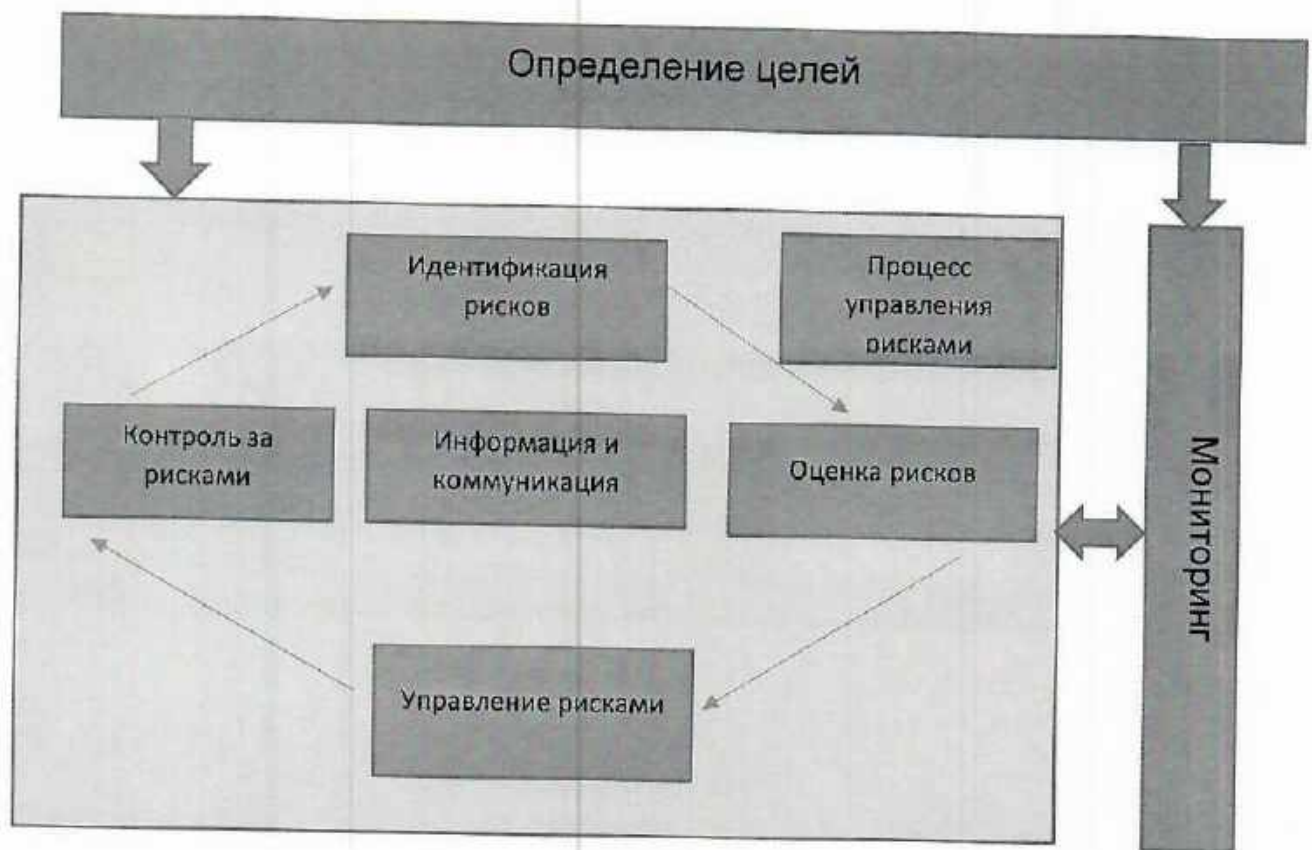 Определение целей
Идентификация
рисков
Процесс
управления
рисками
Контроль за
рисками
Информация и
коммуникация
Оценка рисков
Мониторинг
Управление рисками